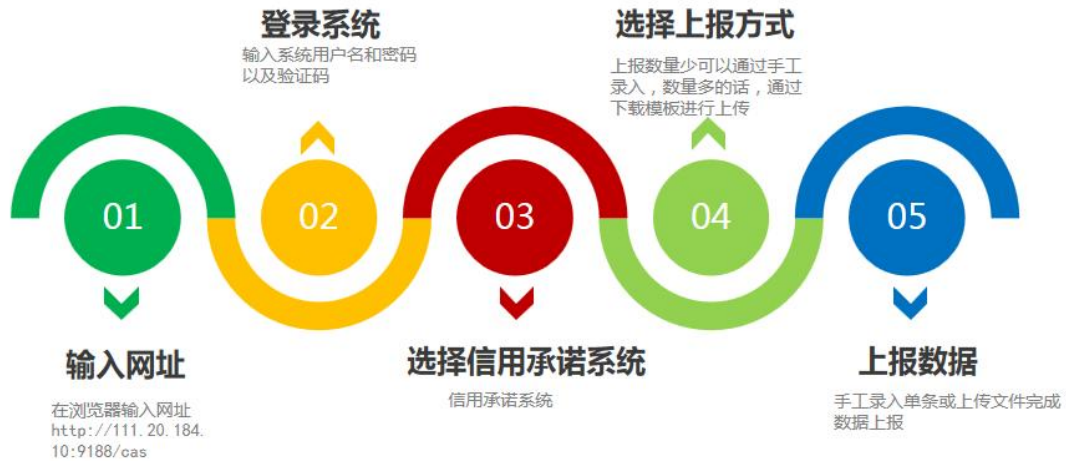 登录系统
输入系统用户名和密码
以及验证码
选择上报方式
上报数量少可以通过手工
录入，数量多的话，通过
下载模板进行上传
01
02
03
04
05
输入网址
在浏览器输入网址
http://111.20.184.
10:9188/cas
选择信用承诺系统
信用承诺系统
上报数据
手工录入单条或上传文件完成
数据上报